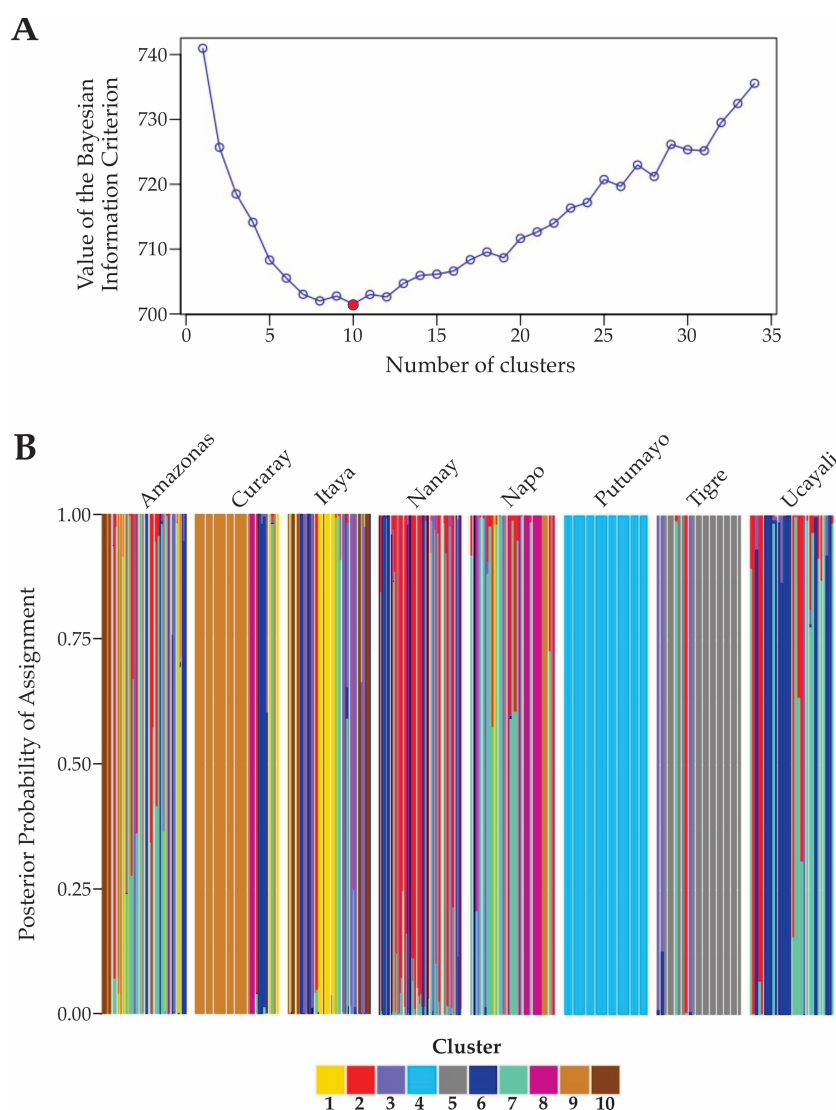 A
Value of the Bayesian
Information Criterion
740
730
720
710
700
0 5 10 15 20 25 30 35
Number of clusters
B
Amazonas Curaray Itaya Nanay Napo Putumayo Tigre Ucayali
Posterior Probability of Assignment
1.00
0.75
0.50
0.25
0.00
Cluster
1 2 3 4 5 6 7 8 9 10